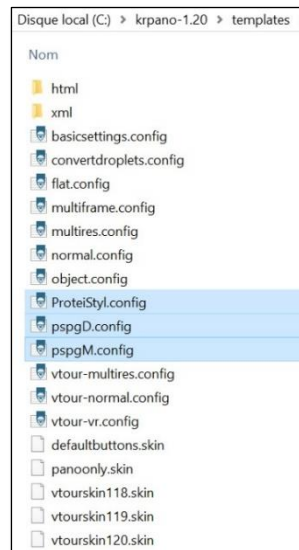 Disque local (C:) > krpano-1.20 > templates
Nom
html
xml
basicsettings.config
convertdroplets.config
flat.config
multiframe.config
multires.config
normal.config
object.config
ProteiStyl.config
pspgD.config
pspgM.config
vtour-multires.config
vtour-normal.config
vtour-vr.config
defaultbuttons.skin
panoonly.skin
vtourskin118.skin
vtourskin119.skin
vtourskin120.skin